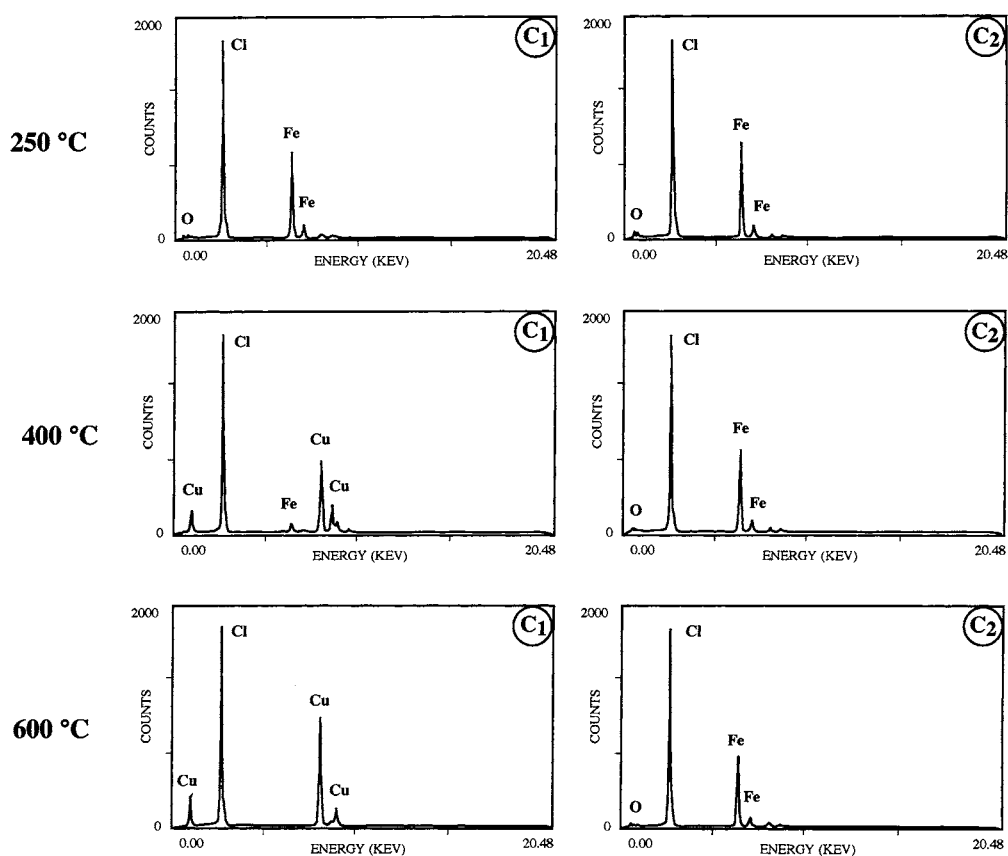 2000
C1
Cl
COUNTS
Fe
Fe
O
0
0.00
ENERGY (KEV)
20.48
2000
C2
Cl
COUNTS
Fe
Fe
O
0
0.00
ENERGY (KEV)
20.48
250 °C
2000
C1
Cl
COUNTS
Cu
Cu
Cu
Fe
0
0.00
ENERGY (KEV)
20.48
2000
C2
Cl
COUNTS
Fe
Fe
O
0
0.00
ENERGY (KEV)
20.48
400 °C
2000
C1
Cl
COUNTS
Cu
Cu
Cu
0
0.00
ENERGY (KEV)
20.48
2000
C2
Cl
COUNTS
Fe
Fe
O
0
0.00
ENERGY (KEV)
20.48
600 °C